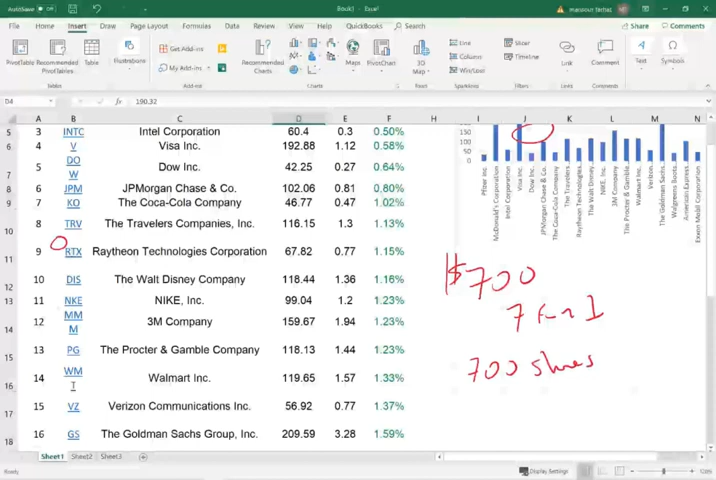 AutoSave Off
Book1 - Excel
File Home Insert Draw Page Layout Formulas Data Review View QuickBooks Search
Share Comments
PivotTable Recommended PivotTables Tables Illustrations
Get Add-ins
My Add-ins
Recommended Charts
Maps PivotChart
3D Map
Line
Column
Win/Loss
Slicer
Timeline
Link Comment Text Symbols
D4 190.32
A B C D E F G H I J K L M N
5 3 INTC Intel Corporation 60.4 0.3 0.50%
6 4 V Visa Inc. 192.88 1.12 0.58%
5 DOW Dow Inc. 42.25 0.27 0.64%
8 6 JPM JPMorgan Chase & Co. 102.06 0.81 0.80%
9 7 KO The Coca-Cola Company 46.77 0.47 1.02%
8 TRV The Travelers Companies, Inc. 116.15 1.3 1.13%
11 9 RTX Raytheon Technologies Corporation 67.82 0.77 1.15%
12 10 DIS The Walt Disney Company 118.44 1.36 1.16%
13 11 NKE NIKE, Inc. 99.04 1.2 1.23%
14 12 MMM 3M Company 159.67 1.94 1.23%
13 PG The Procter & Gamble Company 118.13 1.44 1.23%
16 14 WMT Walmart Inc. 119.65 1.57 1.33%
15 VZ Verizon Communications Inc. 56.92 0.77 1.37%
18 16 GS The Goldman Sachs Group, Inc. 209.59 3.28 1.59%
200
150
100
50
0
Pfizer Inc.
McDonald's Corporation
Intel Corporation
Visa Inc.
Dow Inc.
JPMorgan Chase & Co.
The Coca-Cola Company
The Travelers
Raytheon Technologies
The Walt Disney
NIKE, Inc.
3M Company
The Procter & Gamble
Walmart Inc.
Verizon
The Goldman Sachs
Walgreens Boots
American Express
Exxon Mobil Corporation
$700
7 for 1
700 shares
Sheet1 Sheet2 Sheet3
Ready
Display Settings